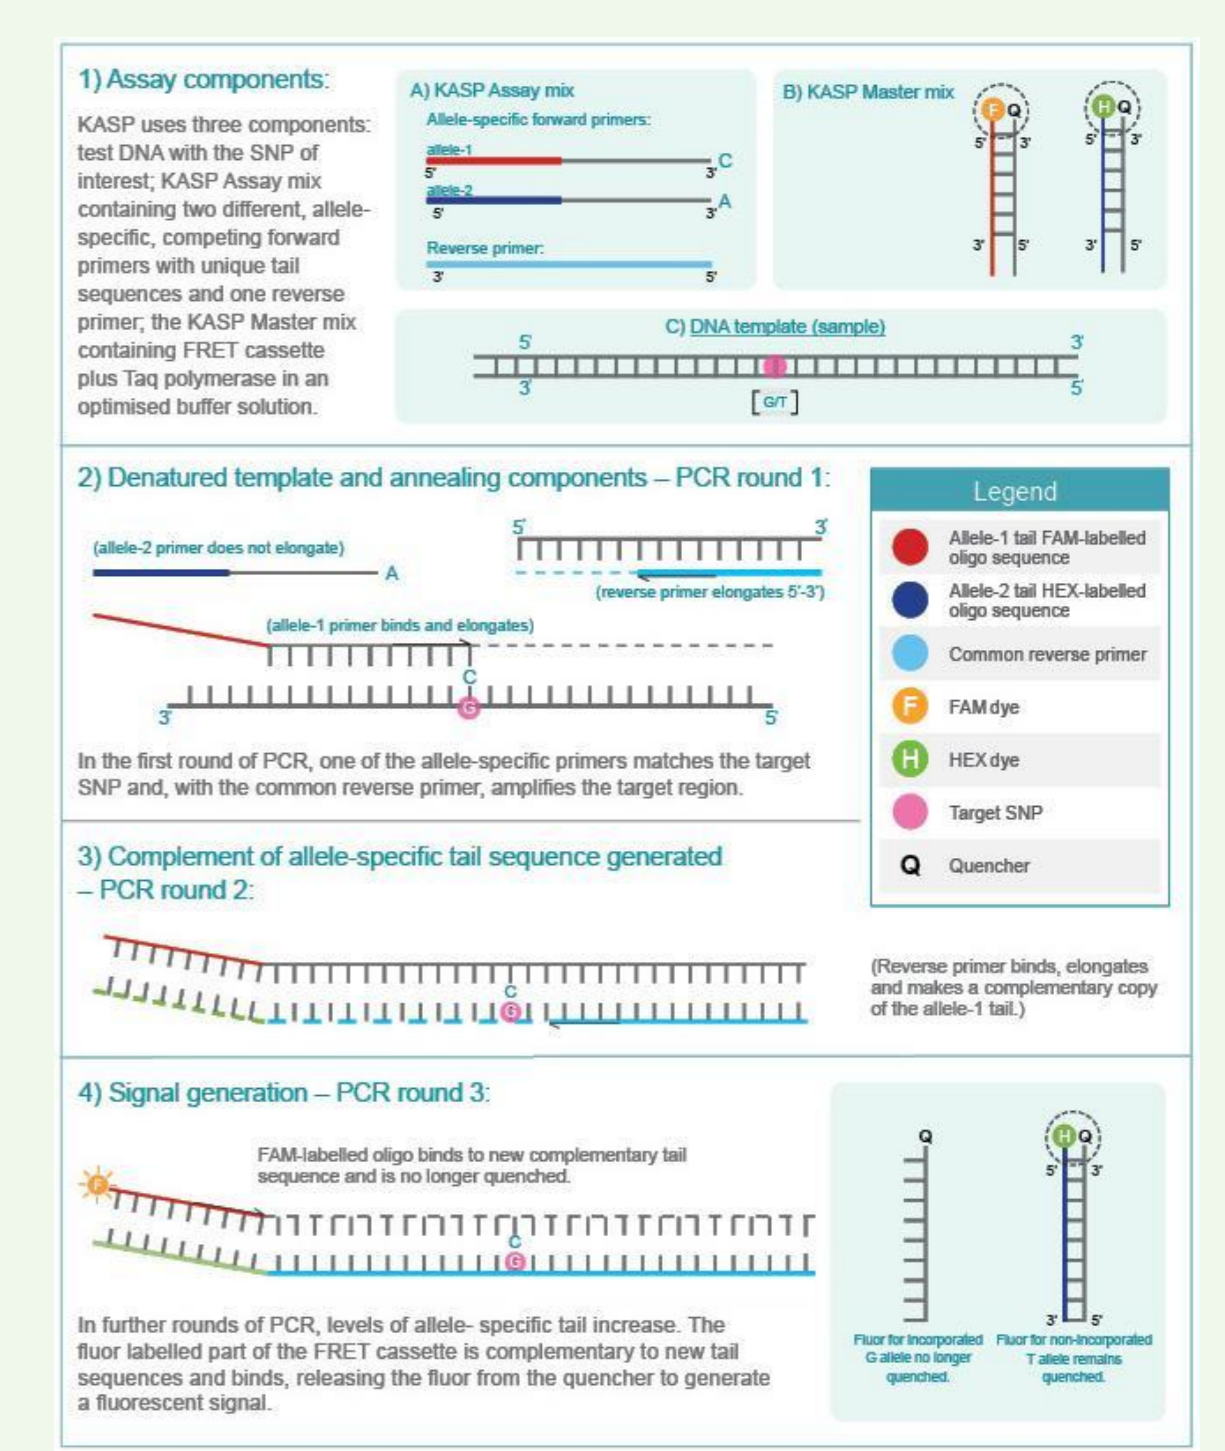 1) Assay components:
KASP uses three components:
test DNA with the SNP of
interest; KASP Assay mix
containing two different, allele-
specific, competing forward
primers with unique tail
sequences and one reverse
primer; the KASP Master mix
containing FRET cassette
plus Taq polymerase in an
optimised buffer solution.
A) KASP Assay mix
Allele-specific forward primers:
allele-1
C
5' 3'
allele-2
A
5' 3'
Reverse primer:
3' 5'
B) KASP Master mix
F Q
5' 3'
3' 5'
H Q
5' 3'
3' 5'
C) DNA template (sample)
5' 3'
3' 5'
[G/T]
2) Denatured template and annealing components – PCR round 1:
(allele-2 primer does not elongate)
A
5' 3'
(reverse primer elongates 5'-3')
(allele-1 primer binds and elongates)
C
G
3' 5'
In the first round of PCR, one of the allele-specific primers matches the target
SNP and, with the common reverse primer, amplifies the target region.
Legend
Allele-1 tail FAM-labelled
oligo sequence
Allele-2 tail HEX-labelled
oligo sequence
Common reverse primer
F FAM dye
H HEX dye
Target SNP
Q Quencher
3) Complement of allele-specific tail sequence generated
– PCR round 2:
C
G
(Reverse primer binds, elongates
and makes a complementary copy
of the allele-1 tail.)
4) Signal generation – PCR round 3:
FAM-labelled oligo binds to new complementary tail
sequence and is no longer quenched.
F
C
G
In further rounds of PCR, levels of allele- specific tail increase. The
fluor labelled part of the FRET cassette is complementary to new tail
sequences and binds, releasing the fluor from the quencher to generate
a fluorescent signal.
Q
Fluor for incorporated
G allele no longer
quenched.
H Q
5' 3'
3' 5'
Fluor for non-incorporated
T allele remains
quenched.